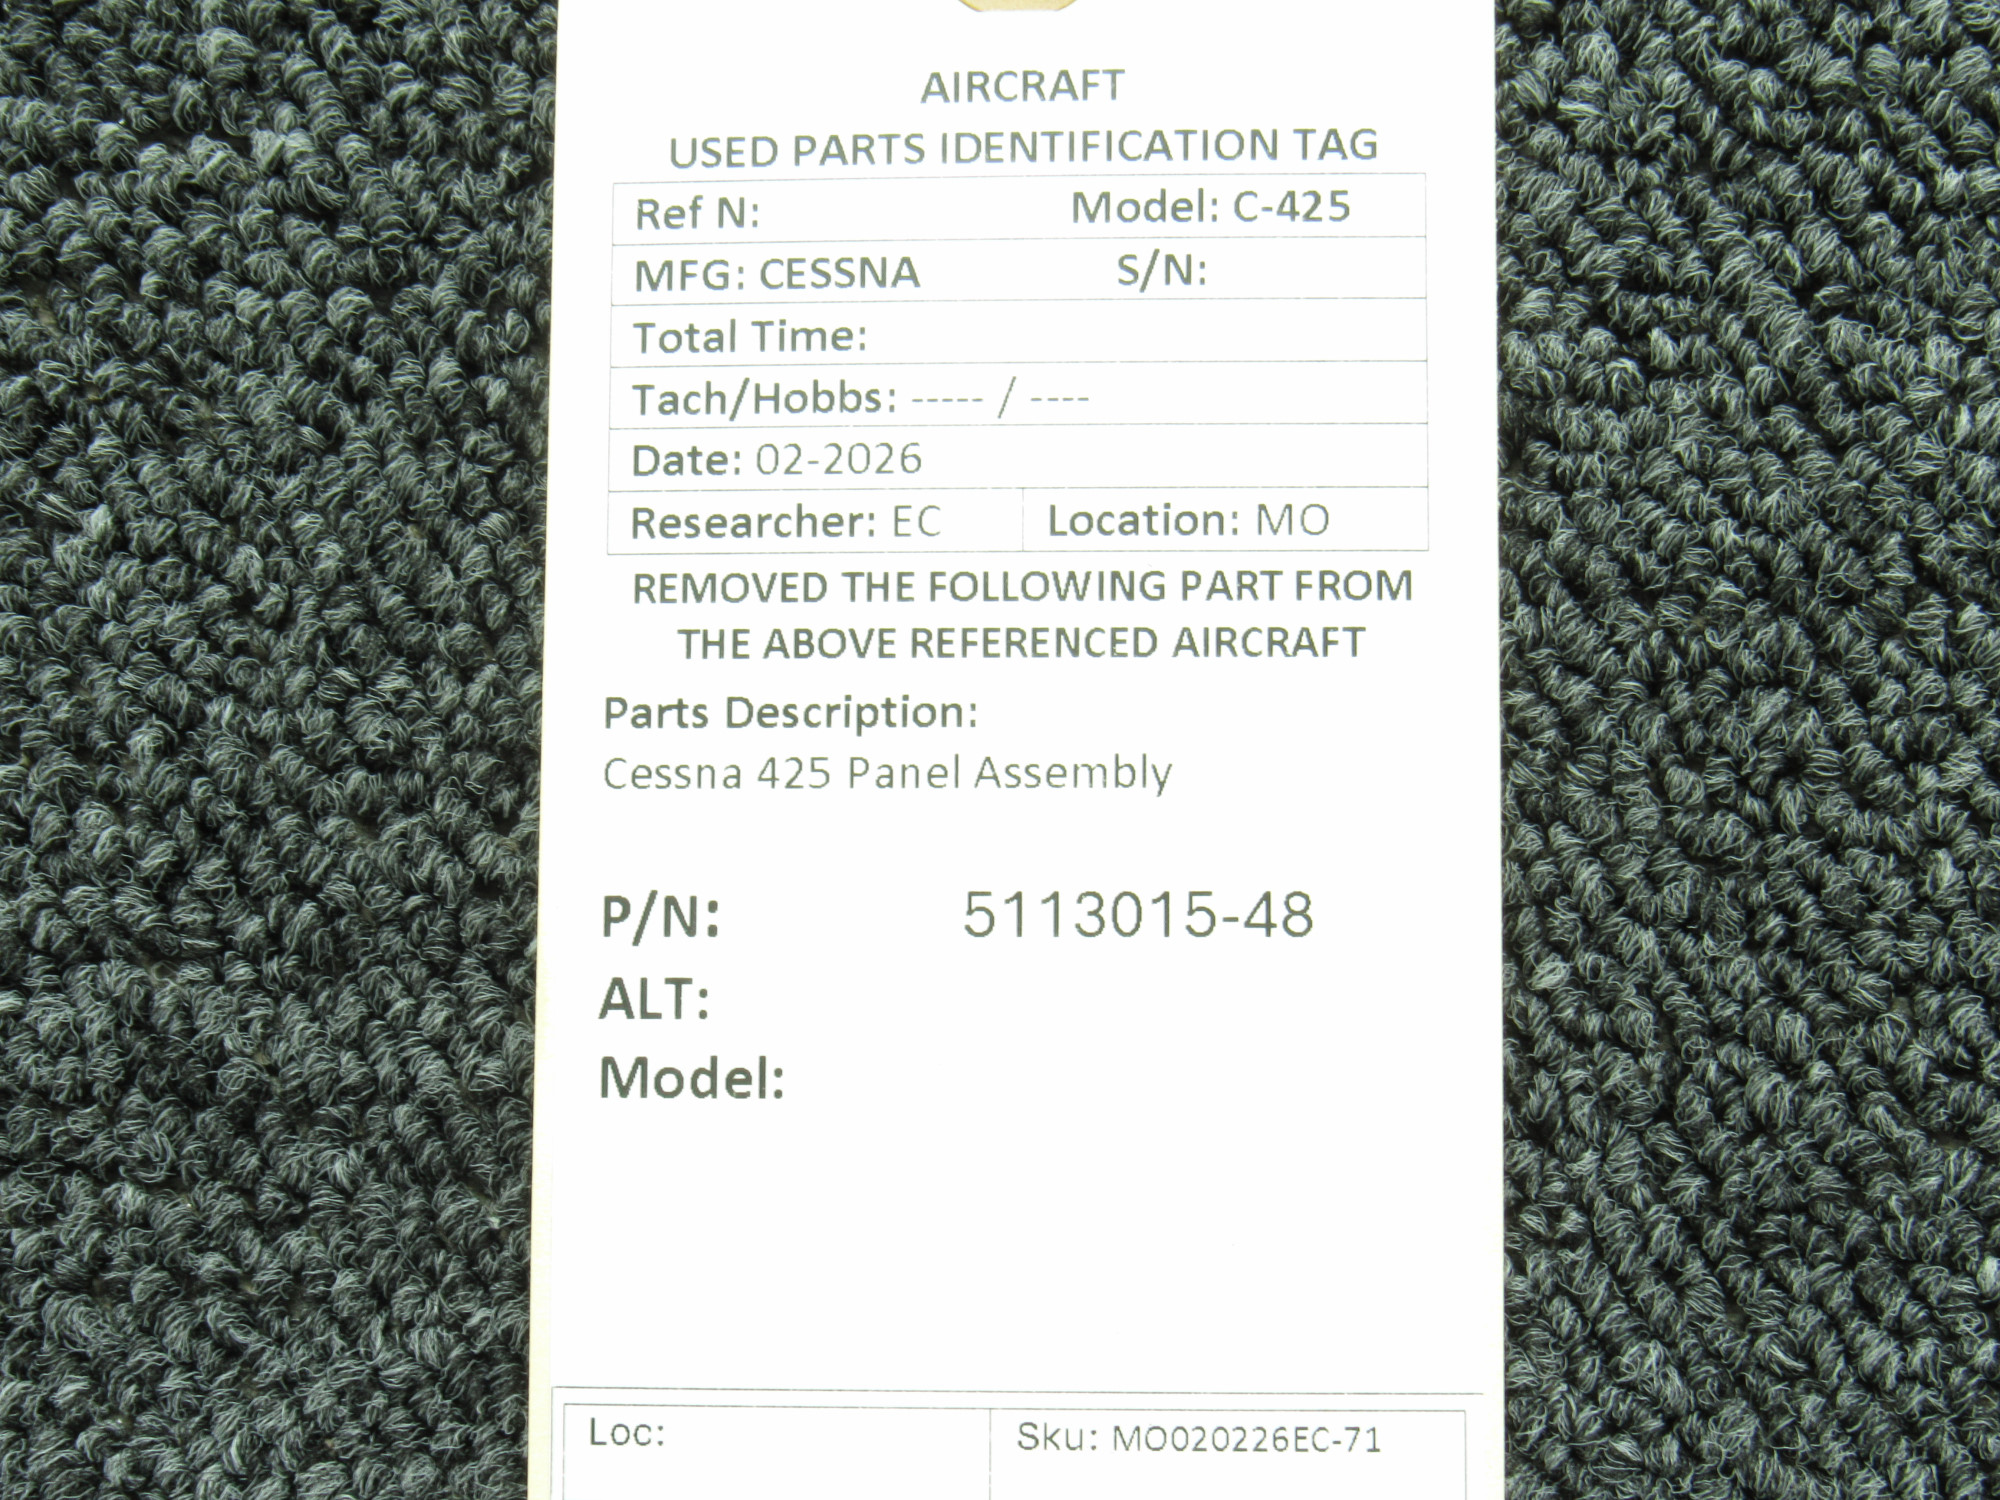 AIRCRAFT
USED PARTS IDENTIFICATION TAG
Ref N: Model: C-425
MFG: CESSNA S/N:
Total Time:
Tach/Hobbs: ----- / ----
Date: 02-2026
Researcher: EC Location: MO
REMOVED THE FOLLOWING PART FROM
THE ABOVE REFERENCED AIRCRAFT
Parts Description:
Cessna 425 Panel Assembly
P/N: 5113015-48
ALT:
Model:
Loc: Sku: MO020226EC-71